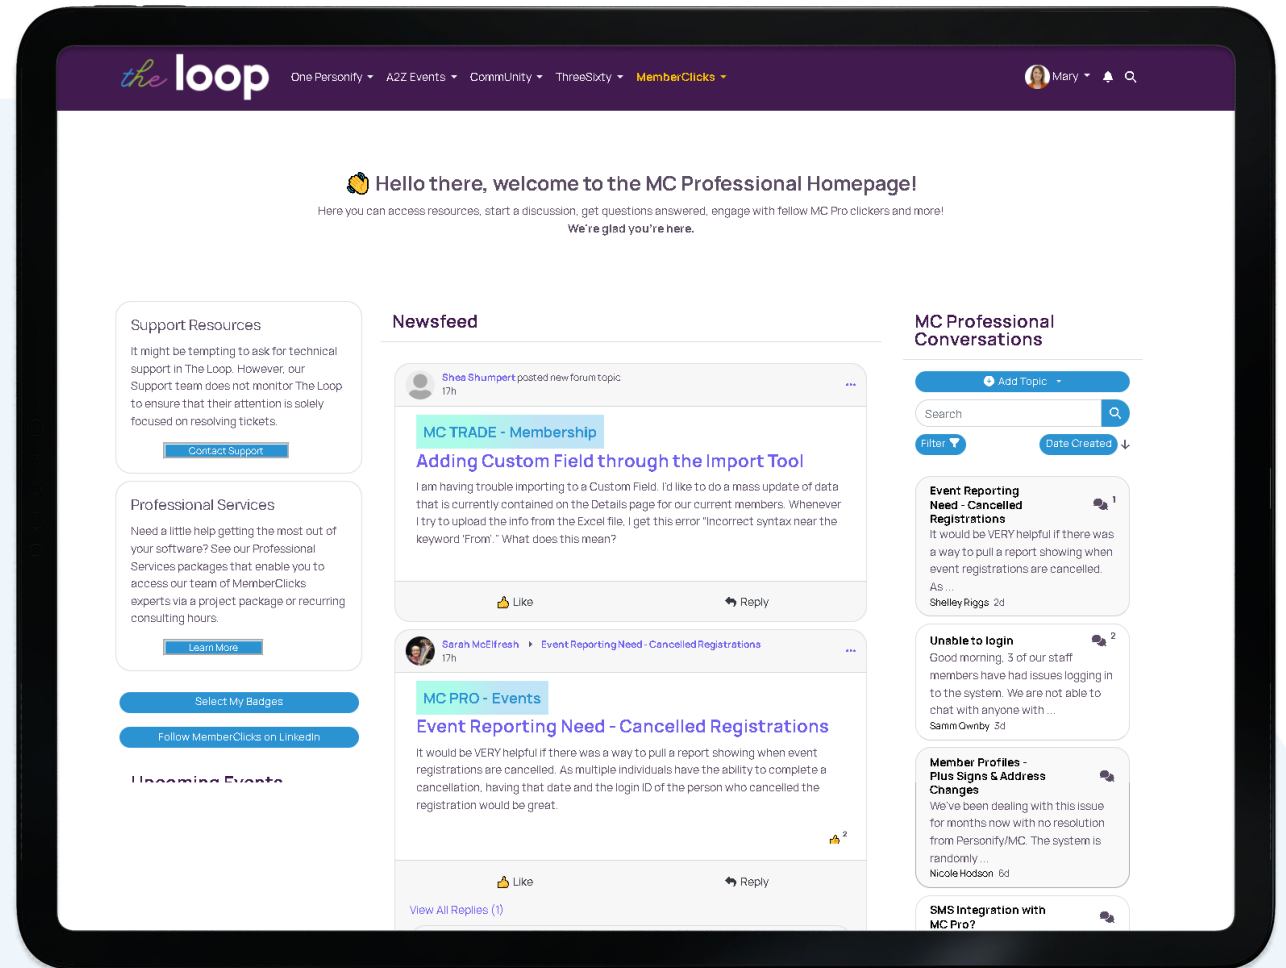 the loop
One Personify
A2Z Events
CommUnity
ThreeSixty
MemberClicks
Mary
Hello there, welcome to the MC Professional Homepage!
Here you can access resources, start a discussion, get questions answered, engage with fellow MC Pro clickers and more!
We're glad you're here.
Support Resources
It might be tempting to ask for technical
support in The Loop. However, our
Support team does not monitor The Loop
to ensure that their attention is solely
focused on resolving tickets.
Contact Support
Professional Services
Need a little help getting the most out of
your software? See our Professional
Services packages that enable you to
access our team of MemberClicks
experts via a project package or recurring
consulting hours.
Learn More
Select My Badges
Follow MemberClicks on LinkedIn
Upcoming Events
Newsfeed
Shea Shumpert posted new forum topic
17h
MC TRADE - Membership
Adding Custom Field through the Import Tool
I am having trouble importing to a Custom Field. I'd like to do a mass update of data
that is currently contained on the Details page for our current members. Whenever
I try to upload the info from the Excel file, I get this error "Incorrect syntax near the
keyword 'From'." What does this mean?
Like
Reply
Sarah McElfresh
Event Reporting Need - Cancelled Registrations
17h
MC PRO - Events
Event Reporting Need - Cancelled Registrations
It would be VERY helpful if there was a way to pull a report showing when event
registrations are cancelled. As multiple individuals have the ability to complete a
cancellation, having that date and the login ID of the person who cancelled the
registration would be great.
2
Like
Reply
View All Replies (1)
MC Professional
Conversations
Add Topic
Search
Filter
Date Created
Event Reporting
Need - Cancelled
Registrations
1
It would be VERY helpful if there was
a way to pull a report showing when
event registrations are cancelled.
As ...
Shelley Riggs 2d
Unable to login
2
Good morning, 3 of our staff
members have had issues logging in
to the system. We are not able to
chat with anyone with ...
Samm Ownby 3d
Member Profiles -
Plus Signs & Address
Changes
We've been dealing with this issue
for months now with no resolution
from Personify/MC. The system is
randomly ...
Nicole Hodson 6d
SMS Integration with
MC Pro?